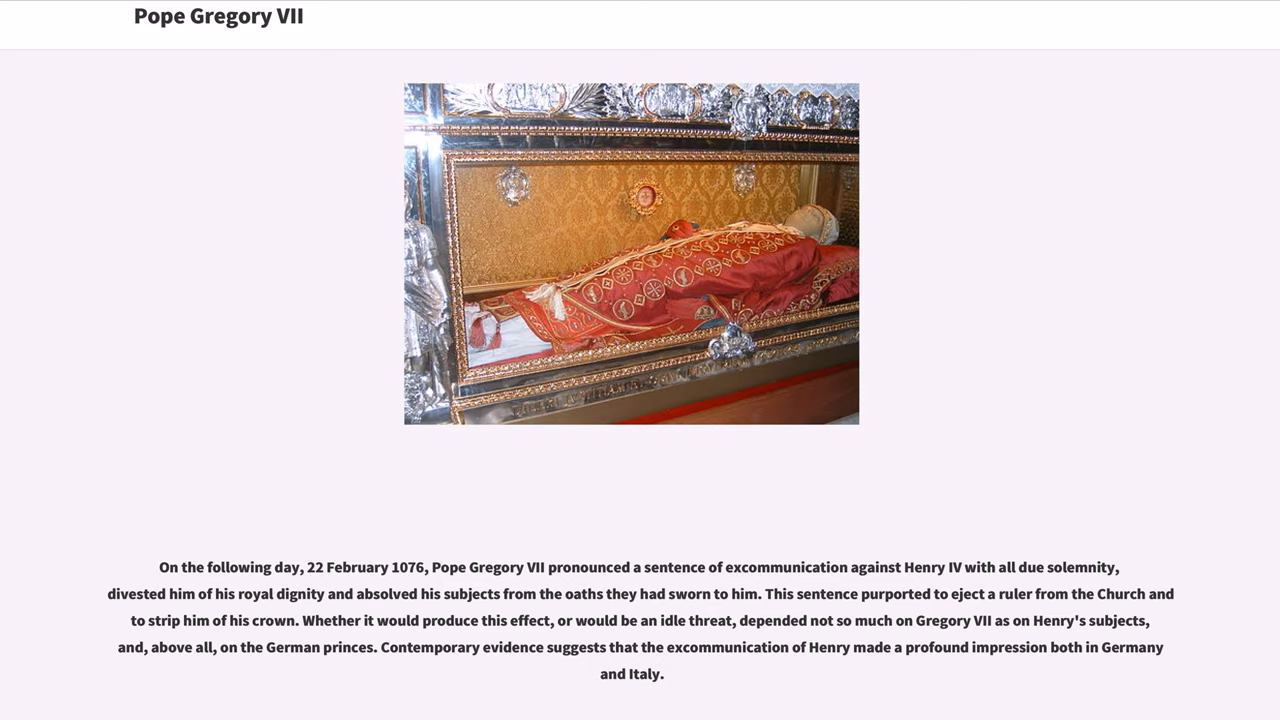 Pope Gregory VII
On the following day, 22 February 1076, Pope Gregory VII pronounced a sentence of excommunication against Henry IV with all due solemnity,
divested him of his royal dignity and absolved his subjects from the oaths they had sworn to him. This sentence purported to eject a ruler from the Church and
to strip him of his crown. Whether it would produce this effect, or would be an idle threat, depended not so much on Gregory VII as on Henry's subjects,
and, above all, on the German princes. Contemporary evidence suggests that the excommunication of Henry made a profound impression both in Germany
and Italy.